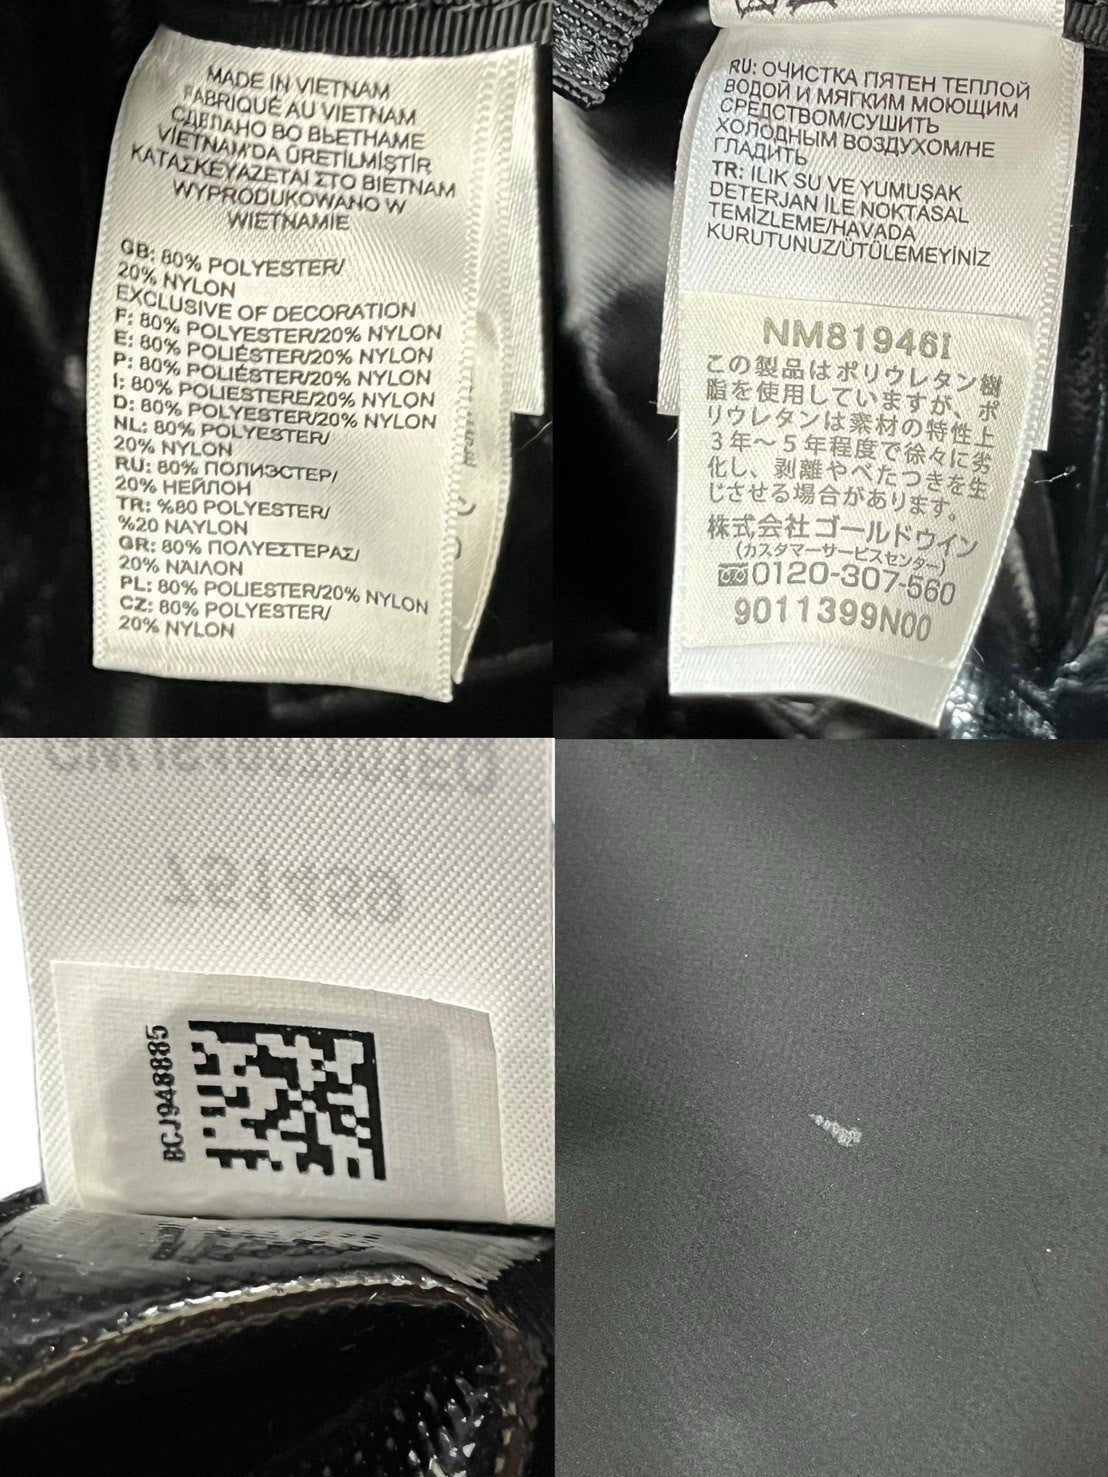 MADE IN VIETNAM
FABRIQUÉ AU VIETNAM
СДЕЛАНО ВО ВЬЕТНАМЕ
VİETNAM'DA ÜRETİLMİŞTİR
ΚΑΤΑΣΚΕΥΑΖΕΤΑΙ ΣΤΟ ΒΙΕΤΝΑΜ
WYPRODUKOWANO W
WIETNAMIE
GB: 80% POLYESTER/
20% NYLON
EXCLUSIVE OF DECORATION
F: 80% POLYESTER/20% NYLON
E: 80% POLYESTER/20% NYLON
P: 80% POLIÉSTER/20% NYLON
I: 80% POLIESTERE/20% NYLON
D: 80% POLYESTER/20% NYLON
NL: 80% POLYESTER/
20% NYLON
RU: 80% ПОЛИЭСТЕР/
20% НЕЙЛОН
TR: %80 POLYESTER/
%20 NAYLON
GR: 80% ΠΟΛΥΕΣΤΕΡΑΣ/
20% ΝΑΙΛΟΝ
PL: 80% POLIESTER/20% NYLON
CZ: 80% POLYESTER/
20% NYLON
RU: ОЧИСТКА ПЯТЕН ТЕПЛОЙ
ВОДОЙ И МЯГКИМ МОЮЩИМ
СРЕДСТВОМ/СУШИТЬ
ХОЛОДНЫМ ВОЗДУХОМ/НЕ
ГЛАДИТЬ
TR: ILIK SU VE YUMUŞAK
DETERJAN İLE NOKTASAL
TEMİZLEME/HAVADA
KURUTUNUZ/ÜTÜLEMEYİNİZ
NM81946I
この製品はポリウレタン樹
脂を使用していますが、ポ
リウレタンは素材の特性上
3年～5年程度で徐々に劣
化し、剥離やべたつきを生
じさせる場合があります。
株式会社ゴールドウイン
(カスタマーサービスセンター)
0120-307-560
9011399N00
BCJ948885